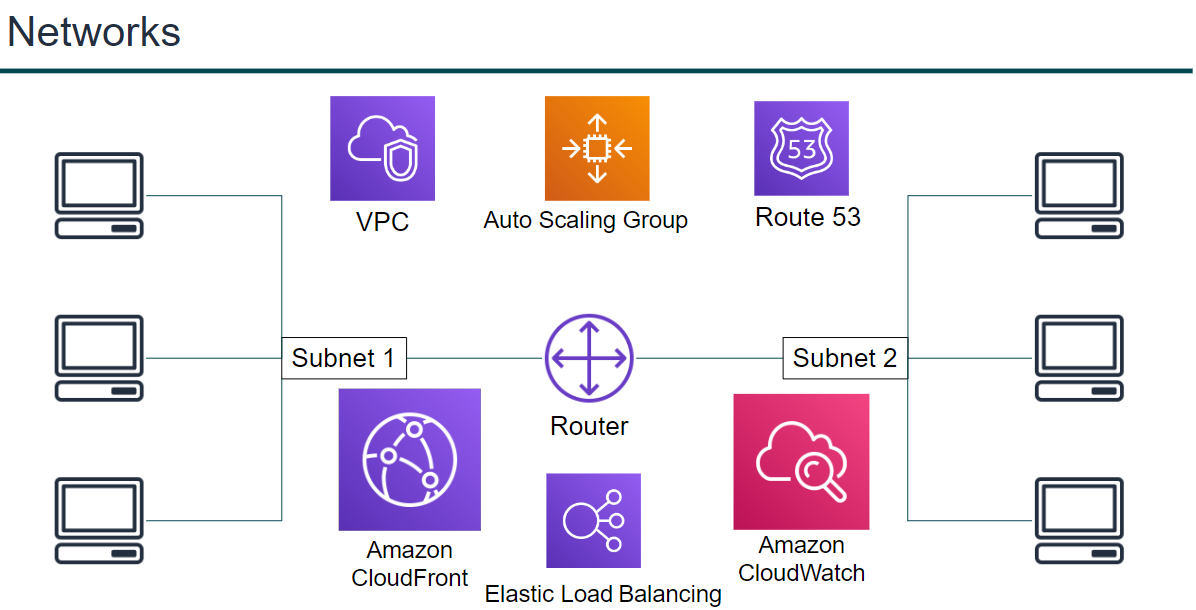 Networks
VPC
Auto Scaling Group
53
Route 53
Subnet 1
Subnet 2
Router
Amazon
CloudFront
Elastic Load Balancing
Amazon
CloudWatch